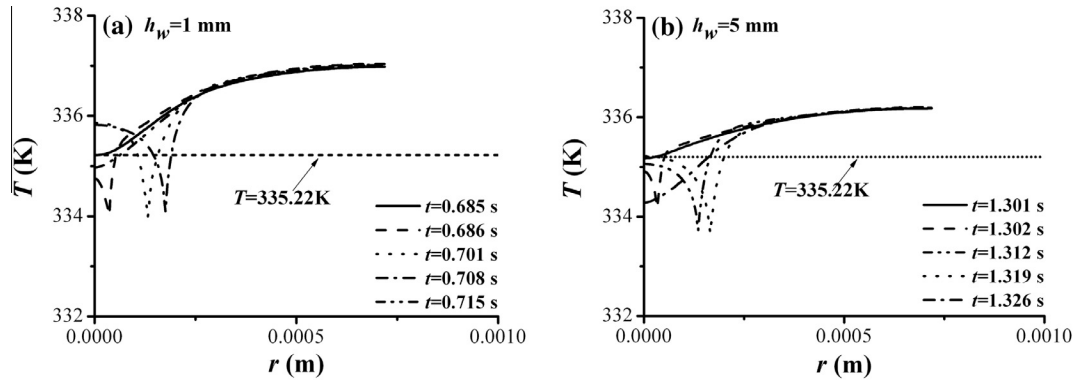 (a) h_w=1 mm
338
336
334
332
T (K)
T=335.22K
t=0.685 s
t=0.686 s
t=0.701 s
t=0.708 s
t=0.715 s
0.0000
0.0005
0.0010
r (m)
(b) h_w=5 mm
338
336
334
332
T (K)
T=335.22K
t=1.301 s
t=1.302 s
t=1.312 s
t=1.319 s
t=1.326 s
0.0000
0.0005
0.0010
r (m)